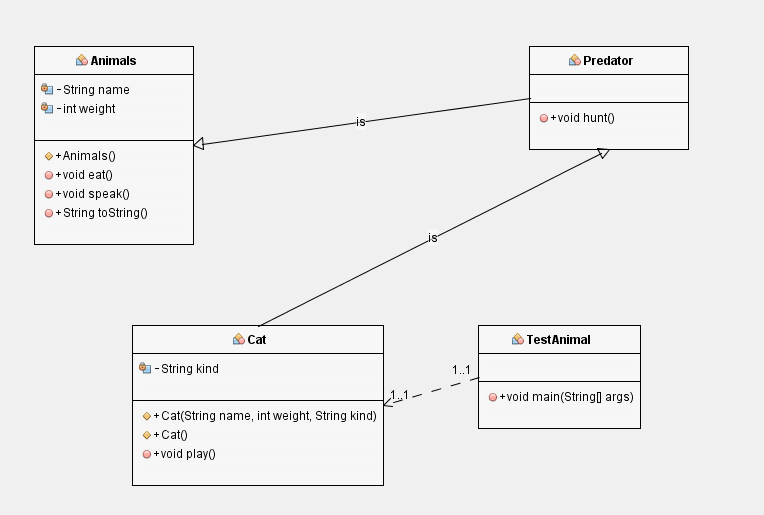 Animals
-String name
-int weight
+Animals()
+void eat()
+void speak()
+String toString()
Predator
+void hunt()
is
is
Cat
-String kind
+Cat(String name, int weight, String kind)
+Cat()
+void play()
1..1
1..1
TestAnimal
+void main(String[] args)